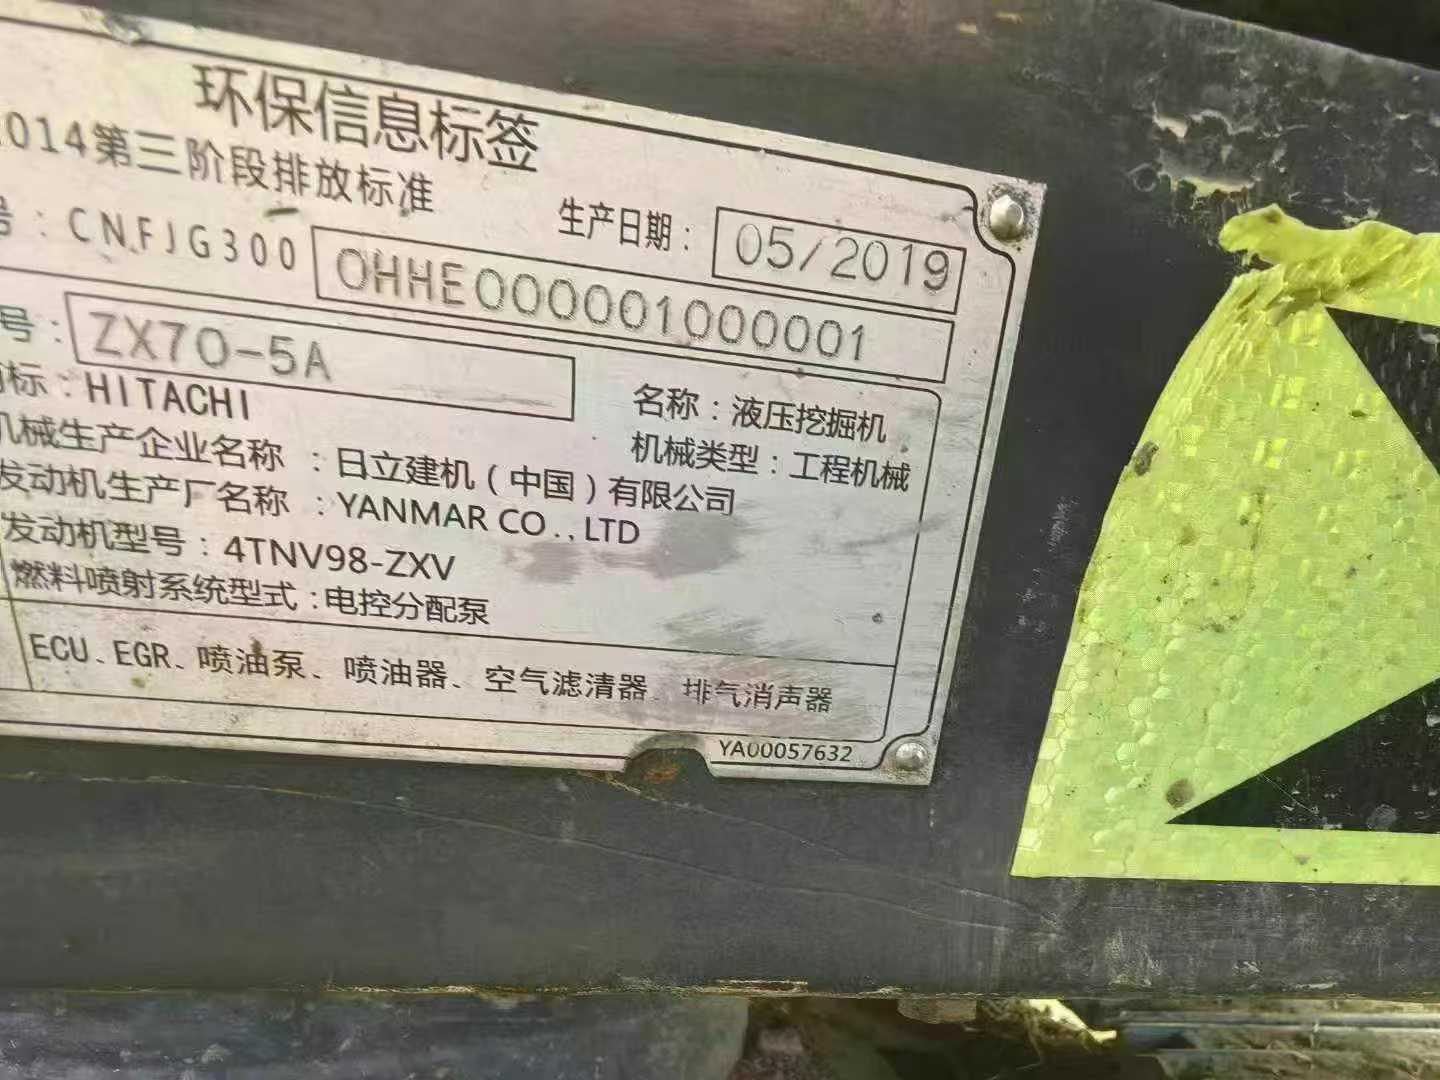 环保信息标签
014第三阶段排放标准
号：CNFJG300 0HHE000001000001
生产日期：05/2019
号：ZX70-5A
标：HITACHI
名称：液压挖掘机
机械类型：工程机械
机械生产企业名称：日立建机（中国）有限公司
发动机生产厂名称：YANMAR CO.,LTD
发动机型号：4TNV98-ZXV
燃料喷射系统型式：电控分配泵
ECU、EGR、喷油泵、喷油器、空气滤清器、排气消声器
YA00057632